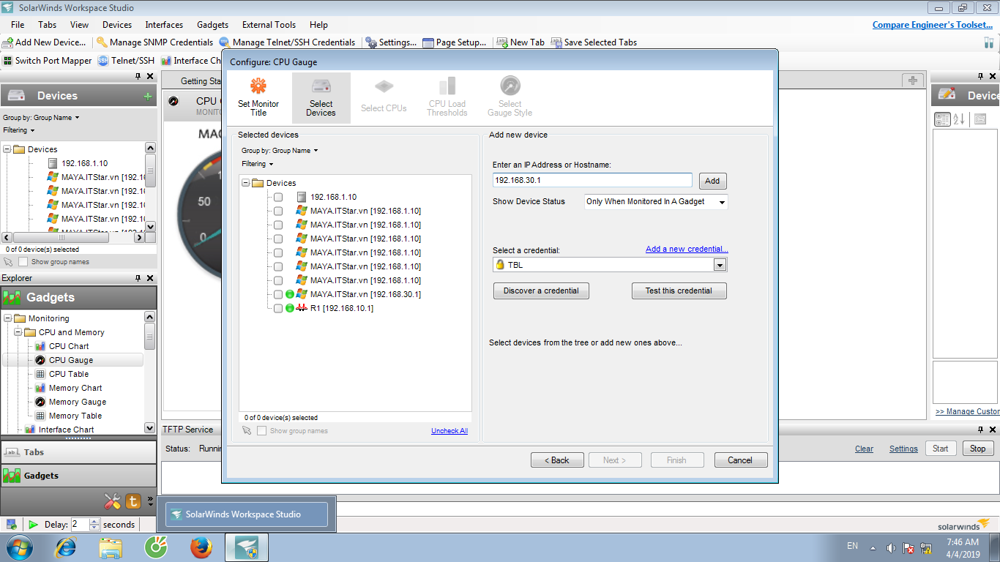 SolarWinds Workspace Studio
File Tabs View Devices Interfaces Gadgets External Tools Help
Compare Engineer's Toolset...
Add New Device... Manage SNMP Credentials Manage Telnet/SSH Credentials Settings... Page Setup... New Tab Save Selected Tabs
Switch Port Mapper Telnet/SSH Interface Ch
Devices
Group by: Group Name
Filtering
Devices
192.168.1.10
MAYA.ITStar.vn [192.16
MAYA.ITStar.vn [192.16
MAYA.ITStar.vn [192.16
MAYA.ITStar.vn [192.16
0 of 0 device(s) selected
Show group names
Explorer
Gadgets
Monitoring
CPU and Memory
CPU Chart
CPU Gauge
CPU Table
Memory Chart
Memory Gauge
Memory Table
Interface Chart
Tabs
Gadgets
Delay: 2 seconds
Getting Sta
CPU
MONITO
MA
50
0
Configure: CPU Gauge
Set Monitor
Title
Select
Devices
Select CPUs
CPU Load
Thresholds
Select
Gauge Style
Selected devices
Group by: Group Name
Filtering
Devices
192.168.1.10
MAYA.ITStar.vn [192.168.1.10]
MAYA.ITStar.vn [192.168.1.10]
MAYA.ITStar.vn [192.168.1.10]
MAYA.ITStar.vn [192.168.1.10]
MAYA.ITStar.vn [192.168.1.10]
MAYA.ITStar.vn [192.168.1.10]
MAYA.ITStar.vn [192.168.30.1]
R1 [192.168.10.1]
0 of 0 device(s) selected
Show group names
Uncheck All
Add new device
Enter an IP Address or Hostname:
192.168.30.1
Add
Show Device Status Only When Monitored In A Gadget
Select a credential: Add a new credential...
TBL
Discover a credential Test this credential
Select devices from the tree or add new ones above...
< Back Next > Finish Cancel
Device
>> Manage Custor
TFTP Service
Status: Runnin
Clear Settings Start Stop
SolarWinds Workspace Studio
solarwinds
EN
7:46 AM
4/4/2019